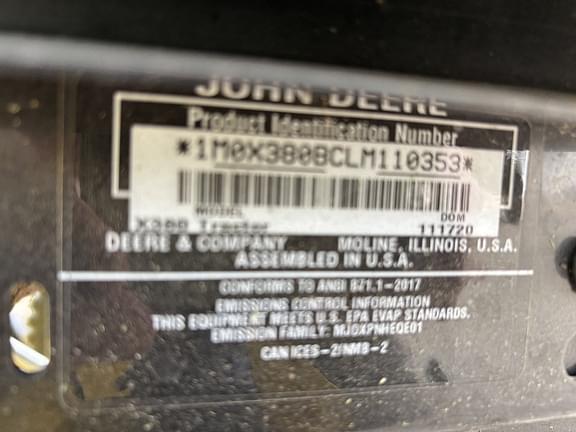 JOHN DEERE
Product Identification Number
*1M0X380BCLM110353*
MODEL DOM
X380 Tractor 111720
DEERE & COMPANY MOLINE, ILLINOIS, U.S.A.
ASSEMBLED IN U.S.A.
CONFORMS TO ANSI B71.1-2017
EMISSIONS CONTROL INFORMATION
THIS EQUIPMENT MEETS U.S. EPA EVAP STANDARDS.
EMISSION FAMILY: MJDXPNHEQE01
CAN ICES-2/NMB-2